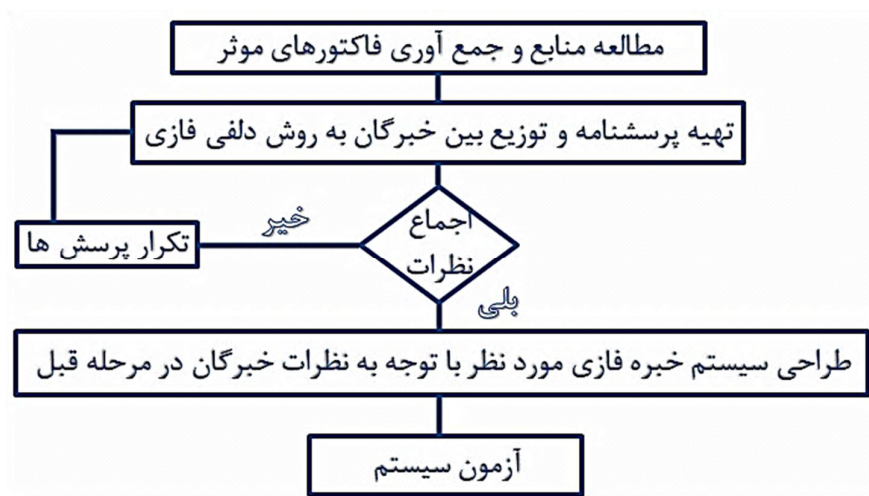 مطالعه منابع و جمع آوری فاکتورهای موثر
تهیه پرسشنامه و توزیع بین خبرگان به روش دلفی فازی
اجماع
نظرات
خیر
تکرار پرسش ها
بلی
طراحی سیستم خبره فازی مورد نظر با توجه به نظرات خبرگان در مرحله قبل
آزمون سیستم